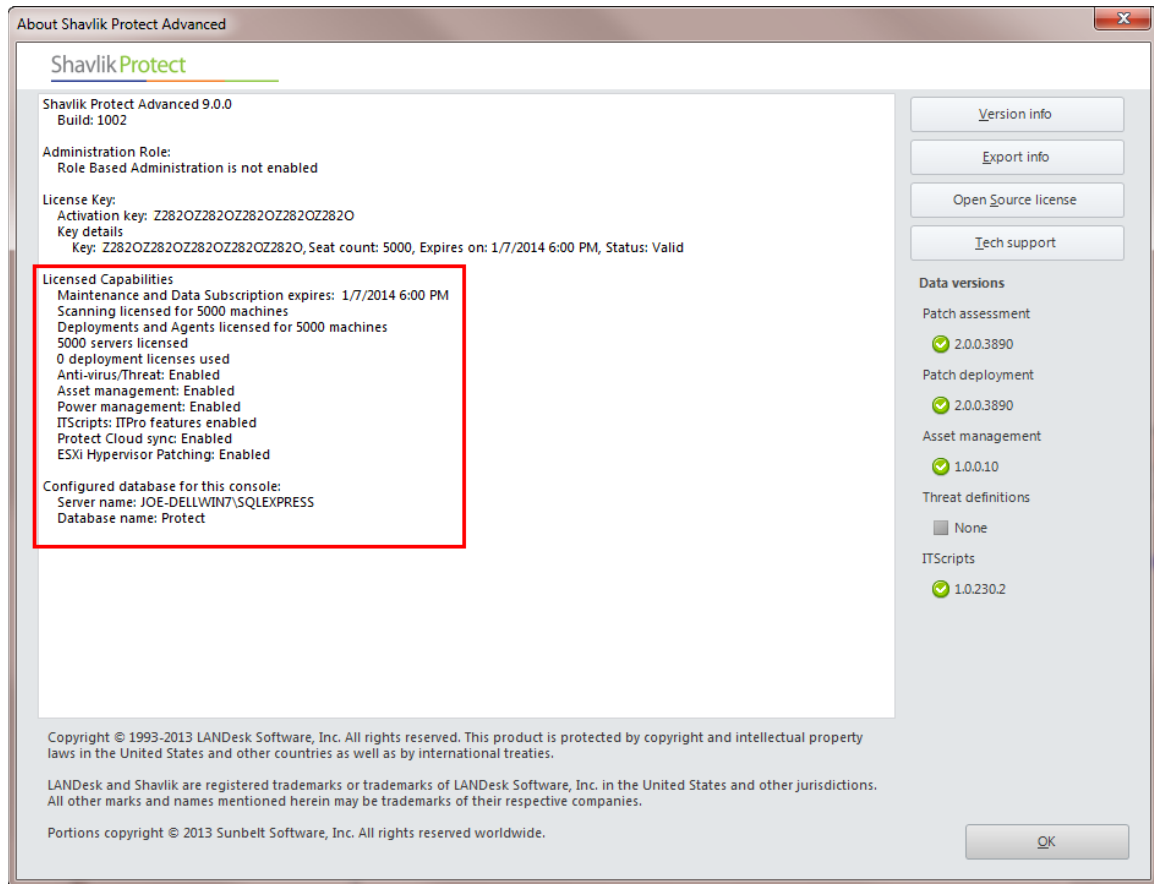 About Shavlik Protect Advanced
Shavlik Protect
Shavlik Protect Advanced 9.0.0
Build: 1002
Administration Role:
Role Based Administration is not enabled
License Key:
Activation key: Z282OZ282OZ282OZ282OZ282O
Key details
Key: Z282OZ282OZ282OZ282OZ282O, Seat count: 5000, Expires on: 1/7/2014 6:00 PM, Status: Valid
Licensed Capabilities
Maintenance and Data Subscription expires: 1/7/2014 6:00 PM
Scanning licensed for 5000 machines
Deployments and Agents licensed for 5000 machines
5000 servers licensed
0 deployment licenses used
Anti-virus/Threat: Enabled
Asset management: Enabled
Power management: Enabled
ITScripts: ITPro features enabled
Protect Cloud sync: Enabled
ESXi Hypervisor Patching: Enabled
Configured database for this console:
Server name: JOE-DELLWIN7\SQLEXPRESS
Database name: Protect
Version info
Export info
Open Source license
Tech support
Data versions
Patch assessment
2.0.0.3890
Patch deployment
2.0.0.3890
Asset management
1.0.0.10
Threat definitions
None
ITScripts
1.0.230.2
Copyright © 1993-2013 LANDesk Software, Inc. All rights reserved. This product is protected by copyright and intellectual property
laws in the United States and other countries as well as by international treaties.
LANDesk and Shavlik are registered trademarks or trademarks of LANDesk Software, Inc. in the United States and other jurisdictions.
All other marks and names mentioned herein may be trademarks of their respective companies.
Portions copyright © 2013 Sunbelt Software, Inc. All rights reserved worldwide.
OK